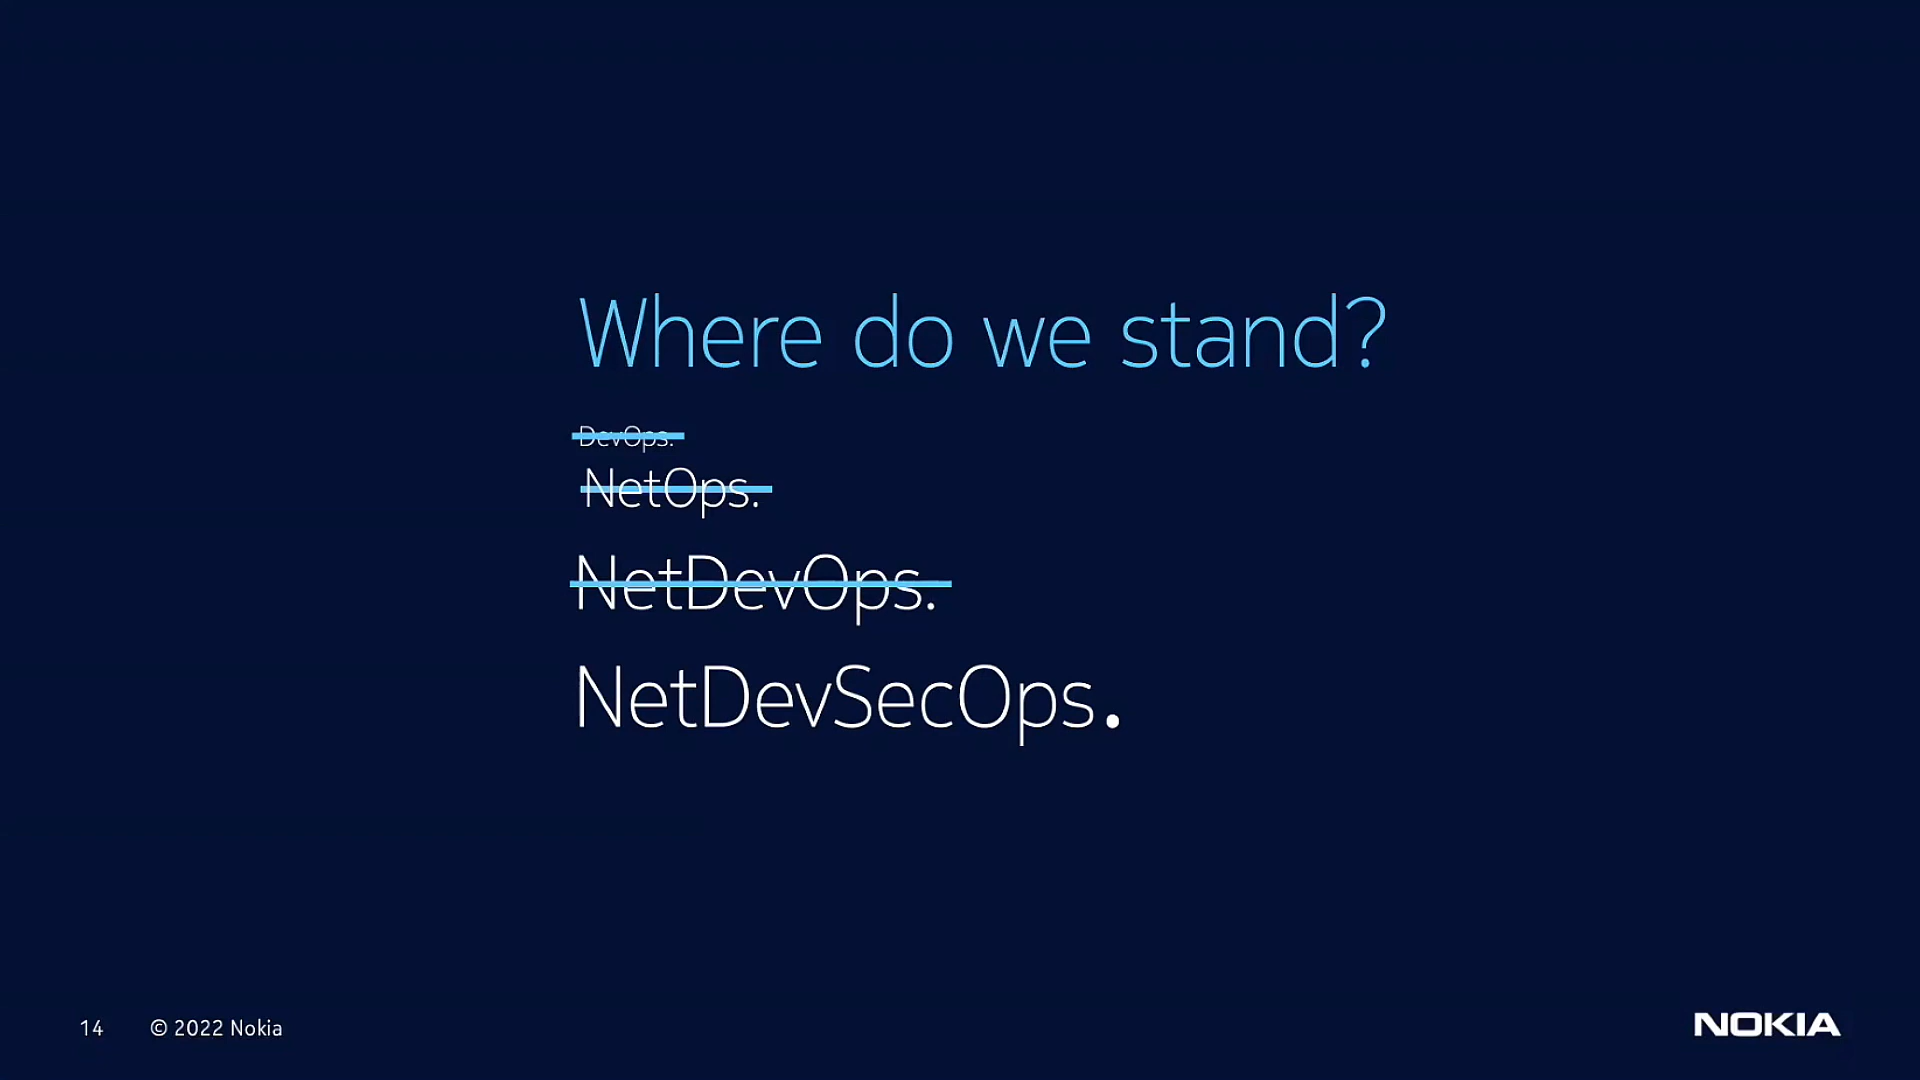 Where do we stand?
DevOps.
NetOps.
NetDevOps.
NetDevSecOps.
14 © 2022 Nokia
NOKIA